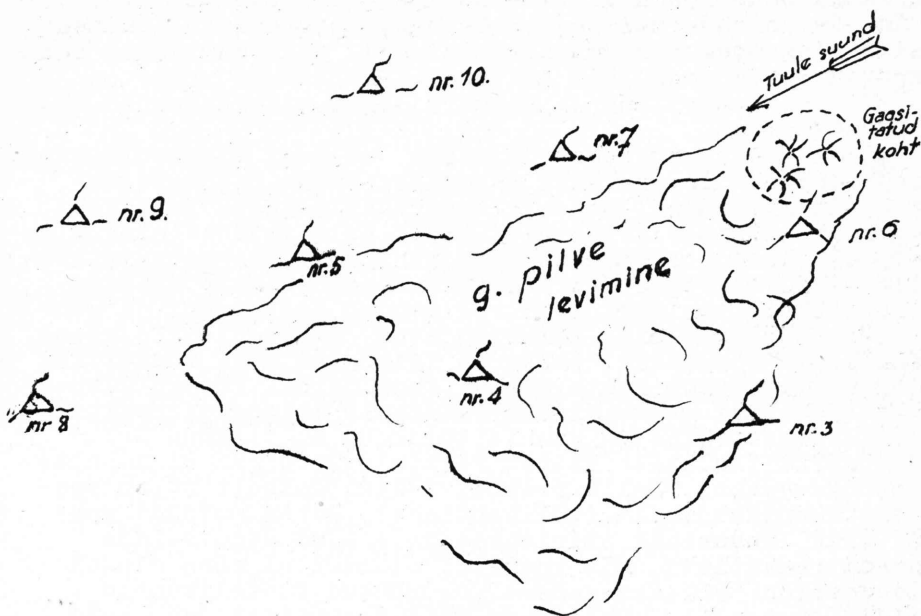 Tuule suund
nr. 10.
Gaasi-
tatud
koht
nr. 7
nr. 9.
nr. 6
nr. 5
g. pilve
levimine
nr. 4
nr 8
nr. 3